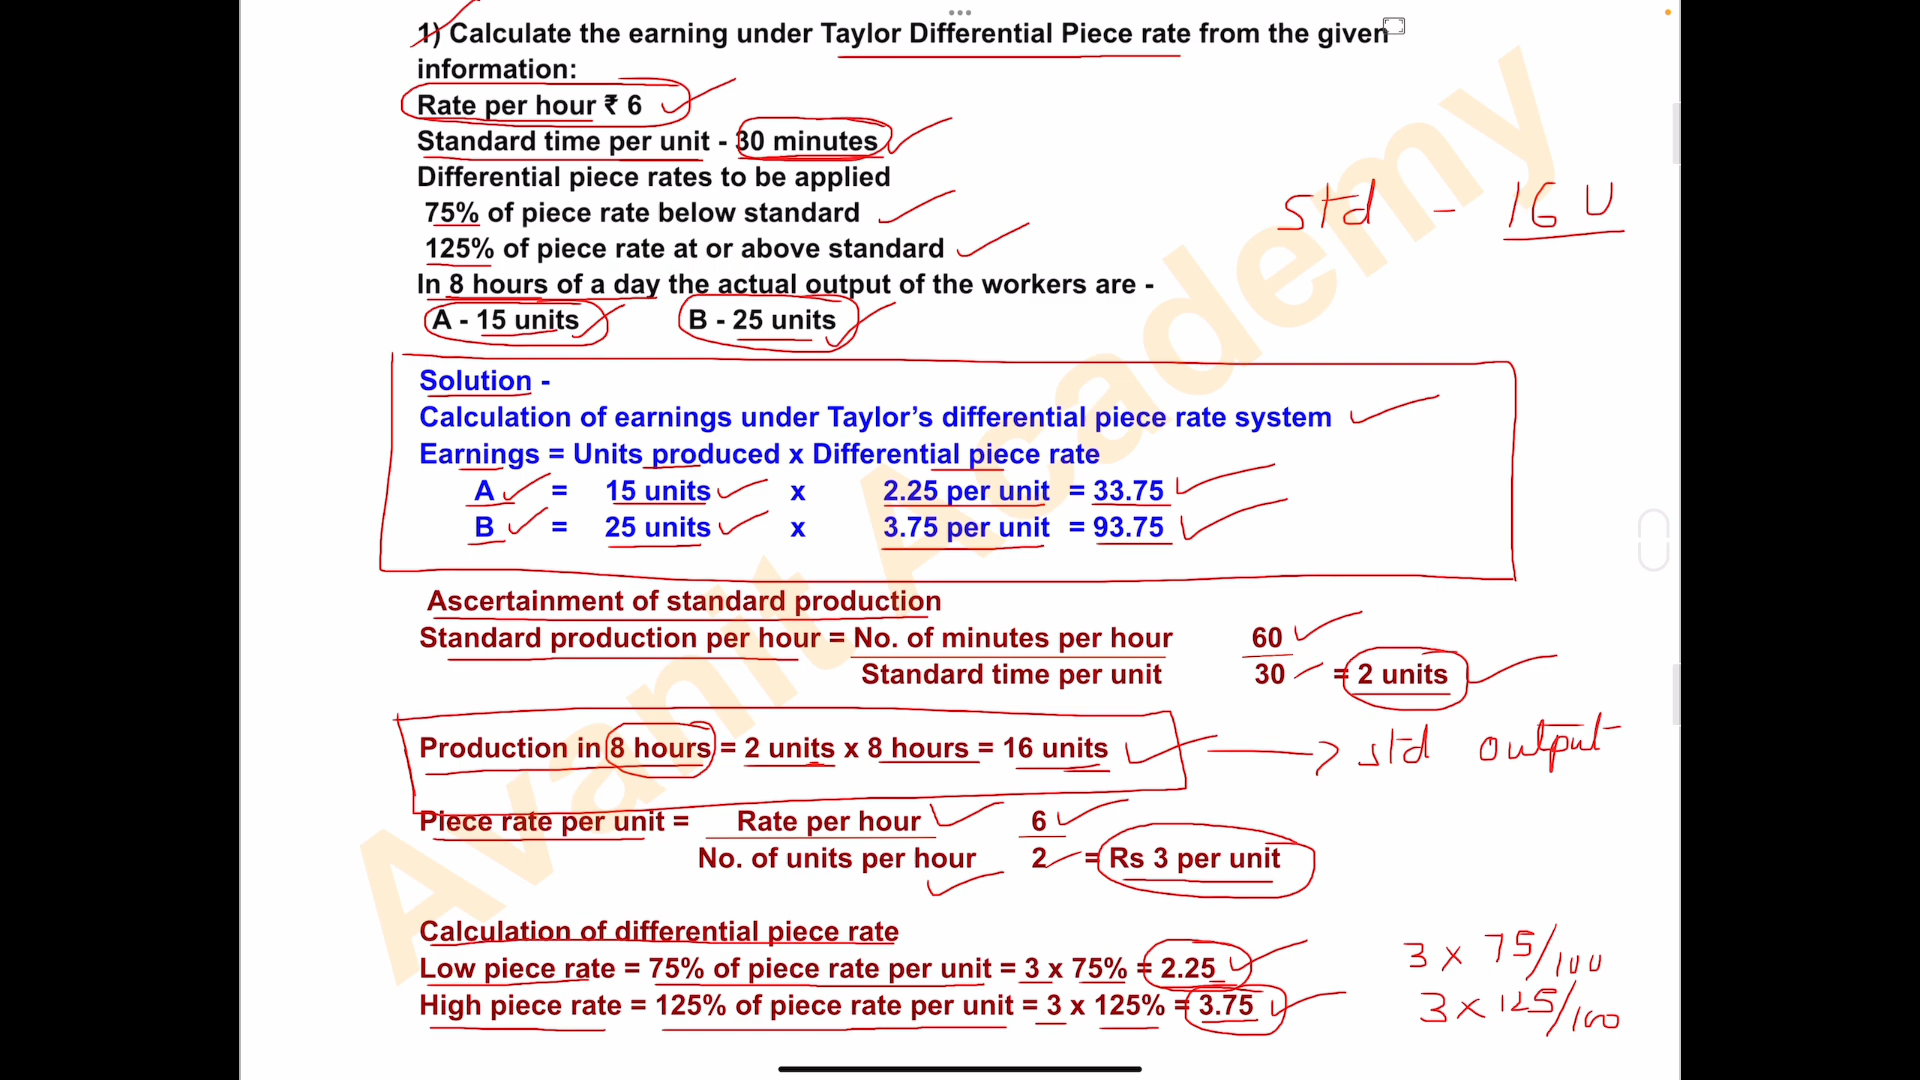 1) Calculate the earning under Taylor Differential Piece rate from the given
information:
Rate per hour ₹ 6
Standard time per unit - 30 minutes
Differential piece rates to be applied
75% of piece rate below standard
125% of piece rate at or above standard
In 8 hours of a day the actual output of the workers are -
A - 15 units B - 25 units
std - 16 U
Solution -
Calculation of earnings under Taylor’s differential piece rate system
Earnings = Units produced x Differential piece rate
A = 15 units x 2.25 per unit = 33.75
B = 25 units x 3.75 per unit = 93.75
Ascertainment of standard production
Standard production per hour = No. of minutes per hour 60
Standard time per unit 30 = 2 units
Production in 8 hours = 2 units x 8 hours = 16 units std output
Piece rate per unit = Rate per hour 6
No. of units per hour 2 = Rs 3 per unit
Calculation of differential piece rate
Low piece rate = 75% of piece rate per unit = 3 x 75% = 2.25 3 x 75/100
High piece rate = 125% of piece rate per unit = 3 x 125% = 3.75 3 x 125/100
Avanit Academy